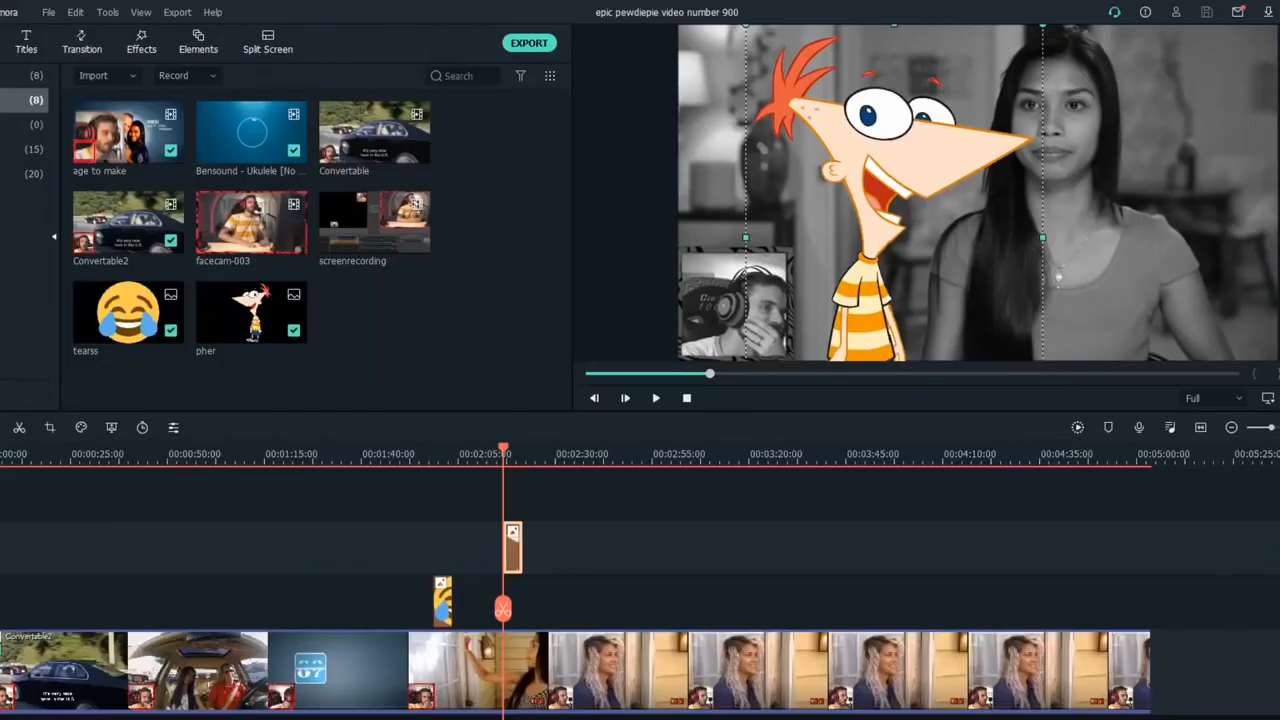 mora File Edit Tools View Export Help epic pewdiepie video number 900
Titles Transition Effects Elements Split Screen EXPORT
(8) Import Record Search
(8)
(0)
(15)
(20)
age to make Bensound - Ukulele [No ... Convertable
Convertable2 facecam-003 screenrecording
tearss pher
Full
:00:00 00:00:25:00 00:00:50:00 00:01:15:00 00:01:40:00 00:02:05:00 00:02:30:00 00:02:55:00 00:03:20:00 00:03:45:00 00:04:10:00 00:04:35:00 00:05:00:00 00:05:25:0
Convertable2